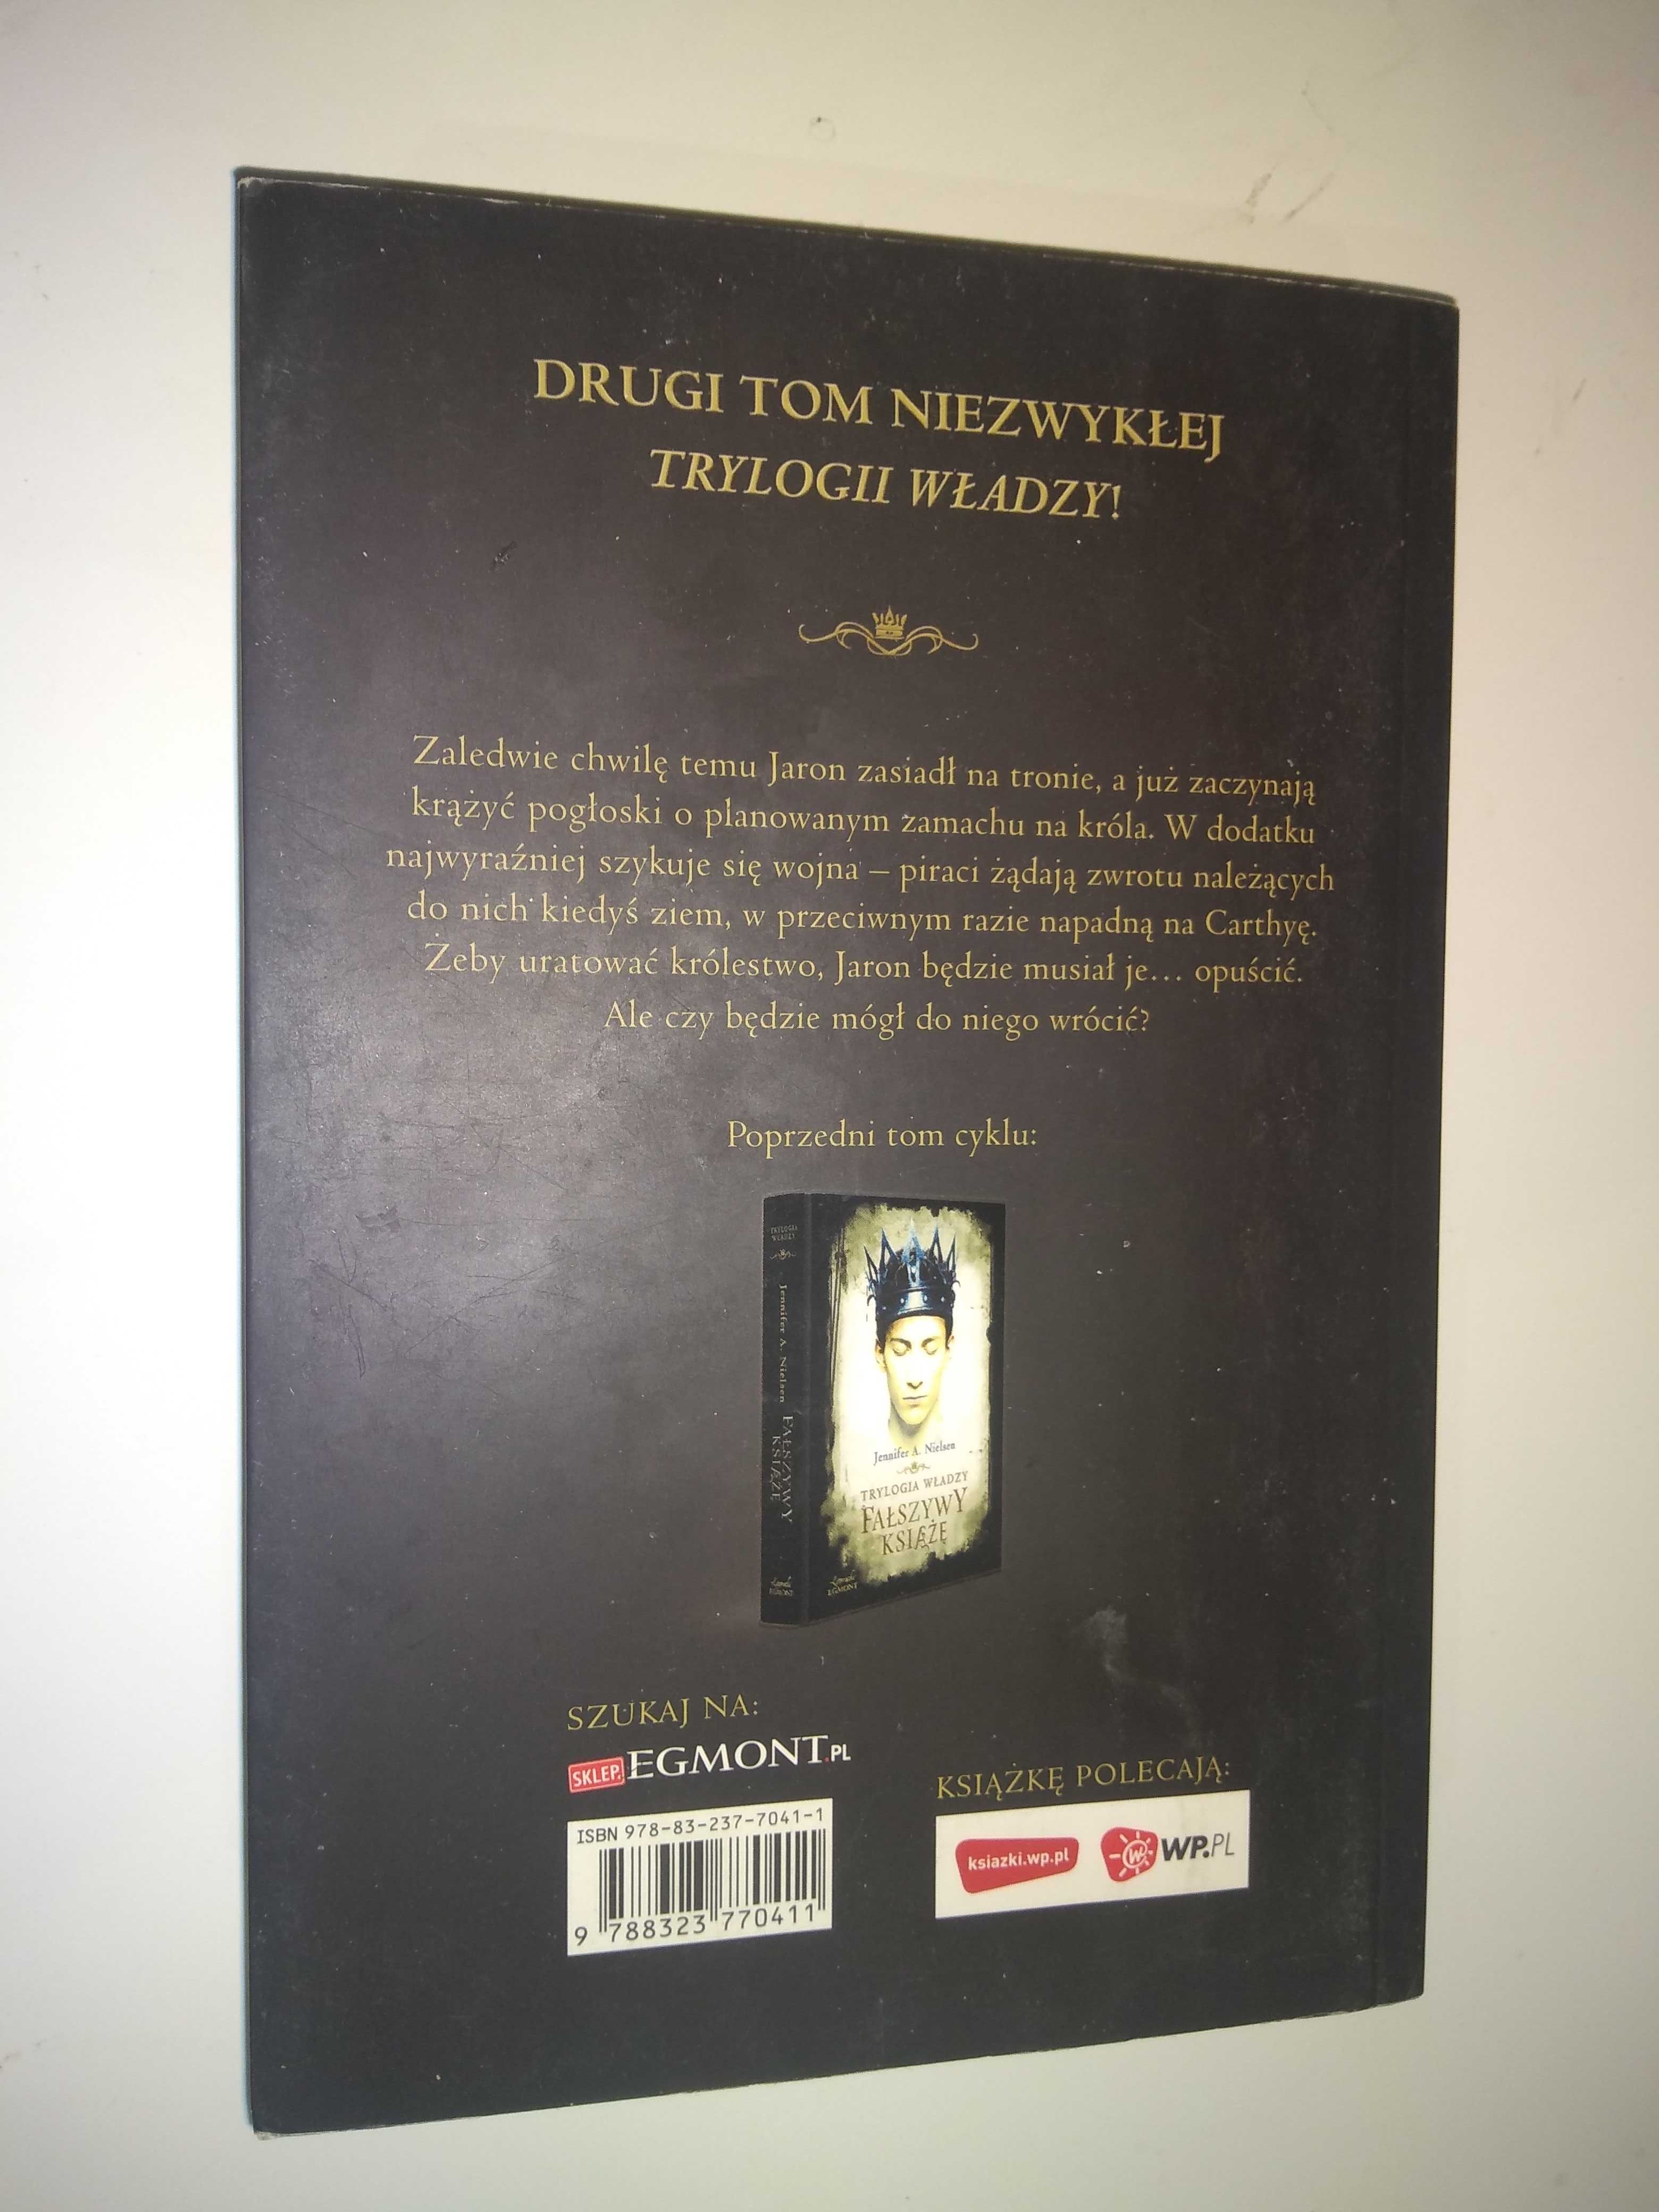 DRUGI TOM NIEZWYKŁEJ
TRYLOGII WŁADZY!
Zaledwie chwilę temu Jaron zasiadł na tronie, a już zaczynają
krążyć pogłoski o planowanym zamachu na króla. W dodatku
najwyraźniej szykuje się wojna – piraci żądają zwrotu należących
do nich kiedyś ziem, w przeciwnym razie napadną na Carthyę.
Żeby uratować królestwo, Jaron będzie musiał je... opuścić.
Ale czy będzie mógł do niego wrócić?
Poprzedni tom cyklu:
TRYLOGIA
WŁADZY
Jennifer A. Nielsen
FAŁSZYWY
KSIĄŻĘ
EGMONT
Jennifer A. Nielsen
TRYLOGIA WŁADZY
FAŁSZYWY
KSIĄŻĘ
EGMONT
SZUKAJ NA:
SKLEP.EGMONT.PL
ISBN 978-83-237-7041-1
9 788323 770411
KSIĄŻKĘ POLECAJĄ:
ksiazki.wp.pl
W WP.PL